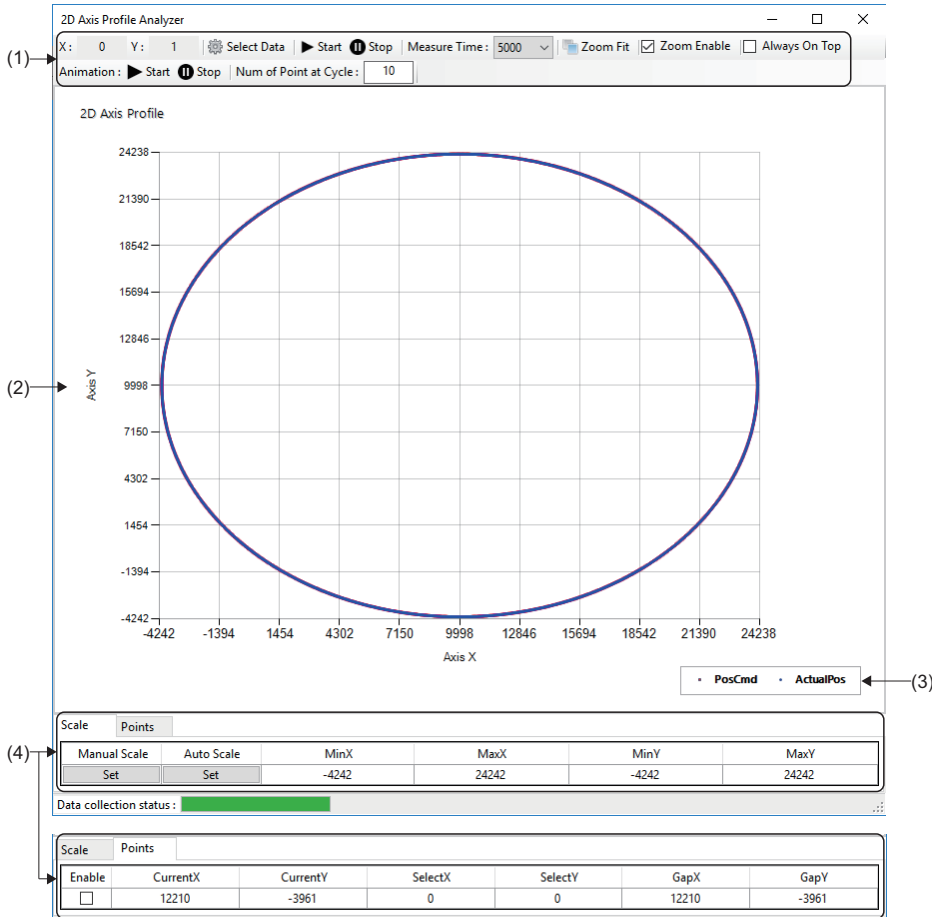 2D Axis Profile Analyzer
X : 0 Y : 1 Select Data Start Stop Measure Time : 5000 Zoom Fit Zoom Enable Always On Top
(1)
Animation : Start Stop Num of Point at Cycle : 10
2D Axis Profile
24238
21390
18542
15694
12846
(2)
Axis Y
9998
7150
4302
1454
-1394
-4242
-4242 -1394 1454 4302 7150 9998 12846 15694 18542 21390 24238
Axis X
PosCmd ActualPos
(3)
Scale Points
(4)
Manual Scale Auto Scale MinX MaxX MinY MaxY
Set Set -4242 24242 -4242 24242
Data collection status :
Scale Points
Enable CurrentX CurrentY SelectX SelectY GapX GapY
12210 -3961 0 0 12210 -3961